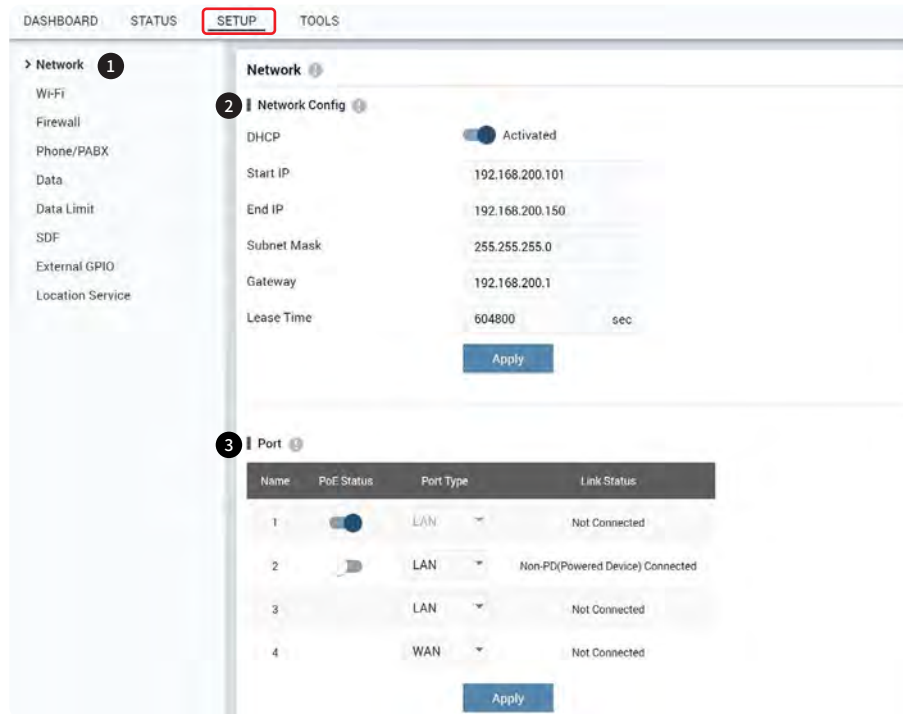 DASHBOARD STATUS SETUP TOOLS
> Network 1
Wi-Fi
Firewall
Phone/PABX
Data
Data Limit
SDF
External GPIO
Location Service
Network !
2 Network Config !
DHCP Activated
Start IP 192.168.200.101
End IP 192.168.200.150
Subnet Mask 255.255.255.0
Gateway 192.168.200.1
Lease Time 604800 sec
Apply
3 Port !
Name PoE Status Port Type Link Status
1 LAN Not Connected
2 LAN Non-PD(Powered Device) Connected
3 LAN Not Connected
4 WAN Not Connected
Apply